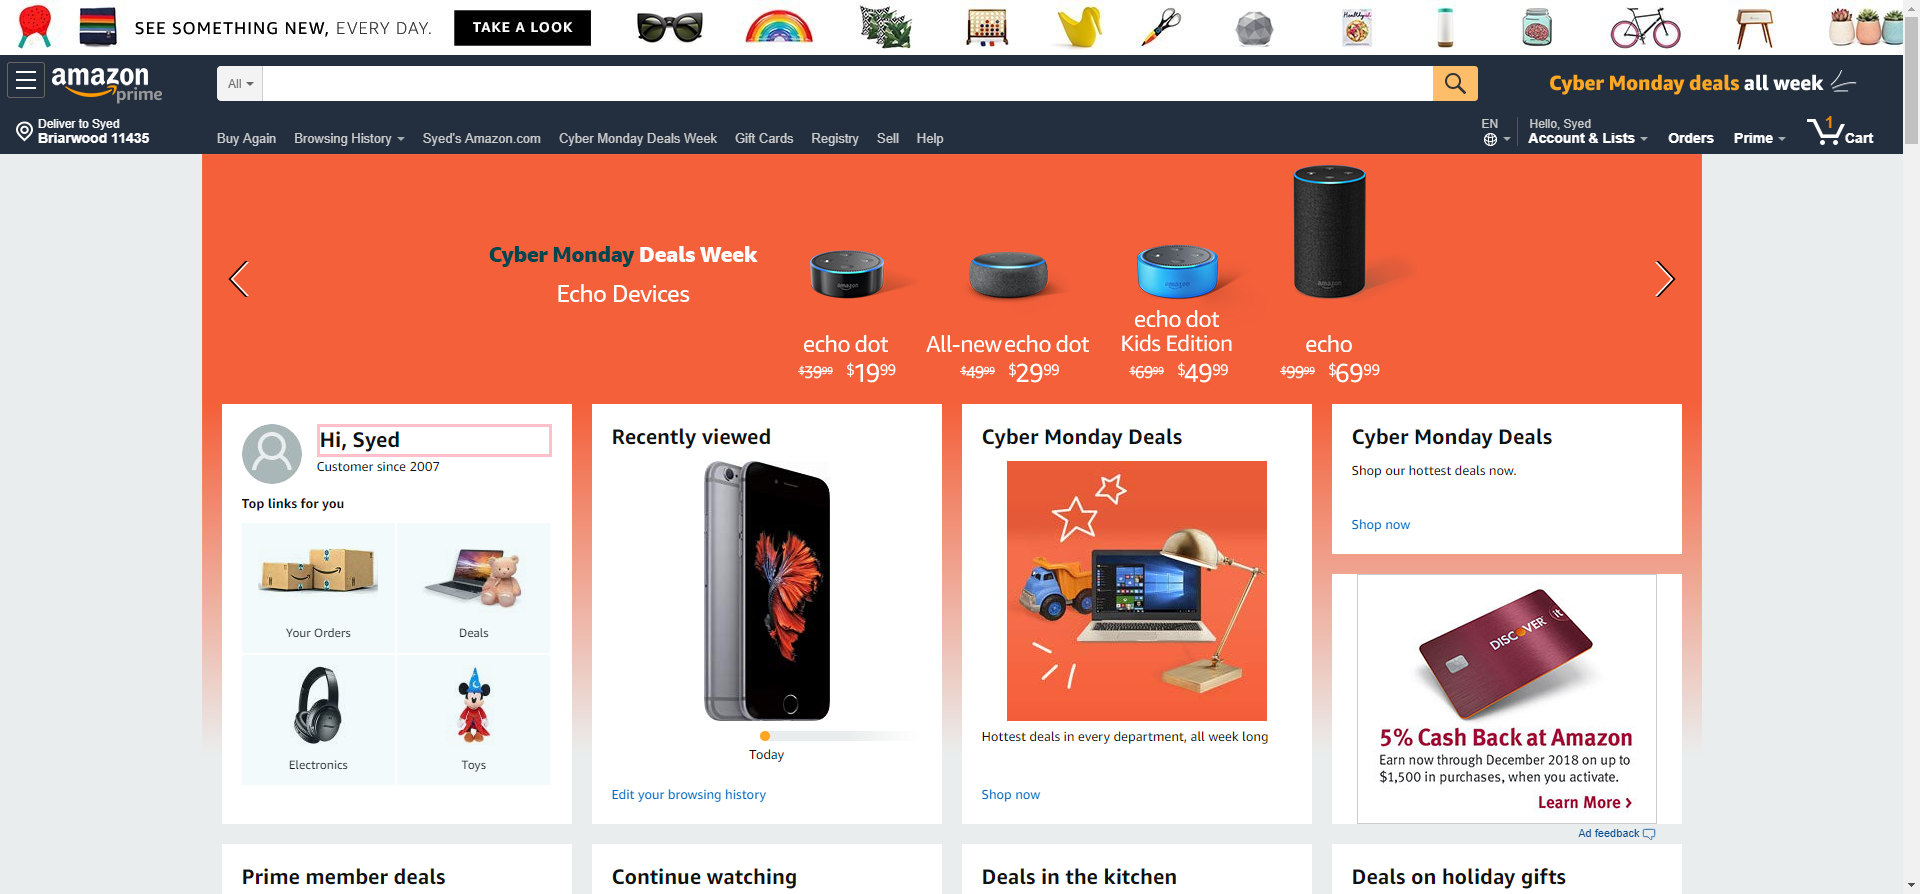 SEE SOMETHING NEW, EVERY DAY.
TAKE A LOOK
amazon
prime
All
Cyber Monday deals all week
Deliver to Syed
Briarwood 11435
Buy Again
Browsing History
Syed's Amazon.com
Cyber Monday Deals Week
Gift Cards
Registry
Sell
Help
EN
Hello, Syed
Account & Lists
Orders
Prime
1
Cart
Cyber Monday Deals Week
Echo Devices
echo dot
$39.99 $19.99
All-new echo dot
$49.99 $29.99
echo dot
Kids Edition
$69.99 $49.99
echo
$99.99 $69.99
Hi, Syed
Customer since 2007
Top links for you
Your Orders
Deals
Electronics
Toys
Recently viewed
Today
Edit your browsing history
Cyber Monday Deals
Hottest deals in every department, all week long
Shop now
Cyber Monday Deals
Shop our hottest deals now.
Shop now
DISCOVER it
5% Cash Back at Amazon
Earn now through December 2018 on up to
$1,500 in purchases, when you activate.
Learn More >
Ad feedback
Prime member deals
Continue watching
Deals in the kitchen
Deals on holiday gifts